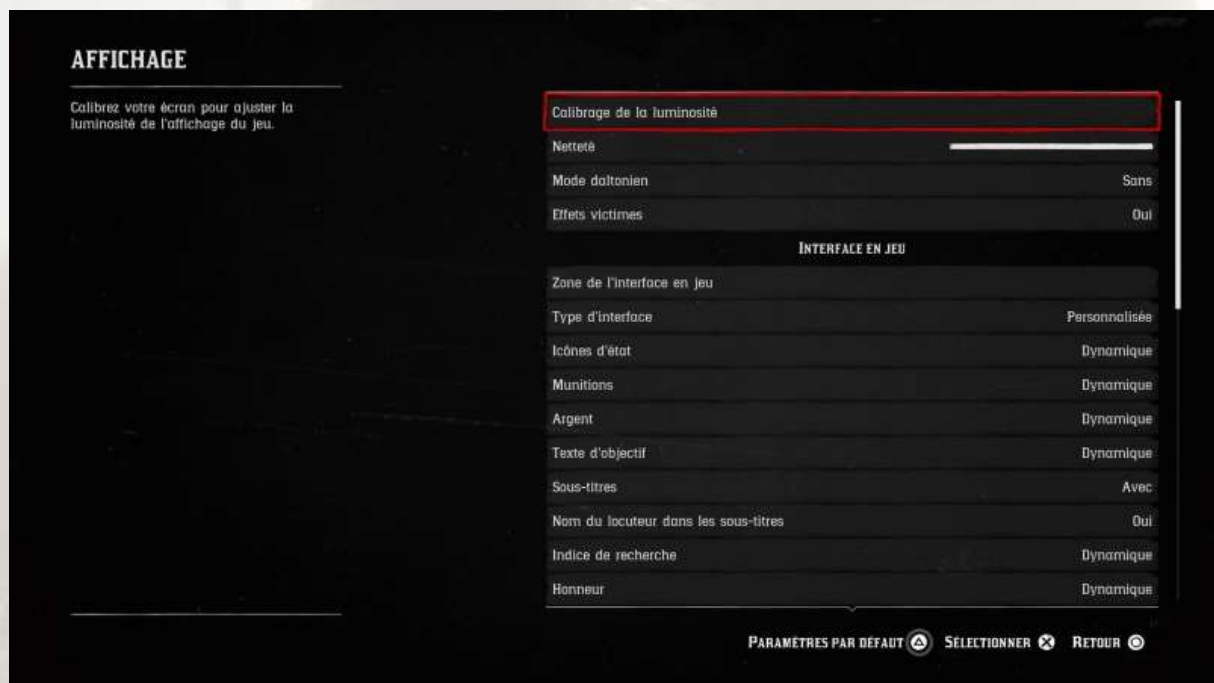 AFFICHAGE
Calibrez votre écran pour ajuster la
luminosité de l'affichage du jeu.
Calibrage de la luminosité
Netteté
Mode daltonien Sans
Effets victimes Oui
INTERFACE EN JEU
Zone de l'interface en jeu
Type d'interface Personnalisée
Icônes d'état Dynamique
Munitions Dynamique
Argent Dynamique
Texte d'objectif Dynamique
Sous-titres Avec
Nom du locuteur dans les sous-titres Oui
Indice de recherche Dynamique
Honneur Dynamique
PARAMÈTRES PAR DÉFAUT SÉLECTIONNER RETOUR